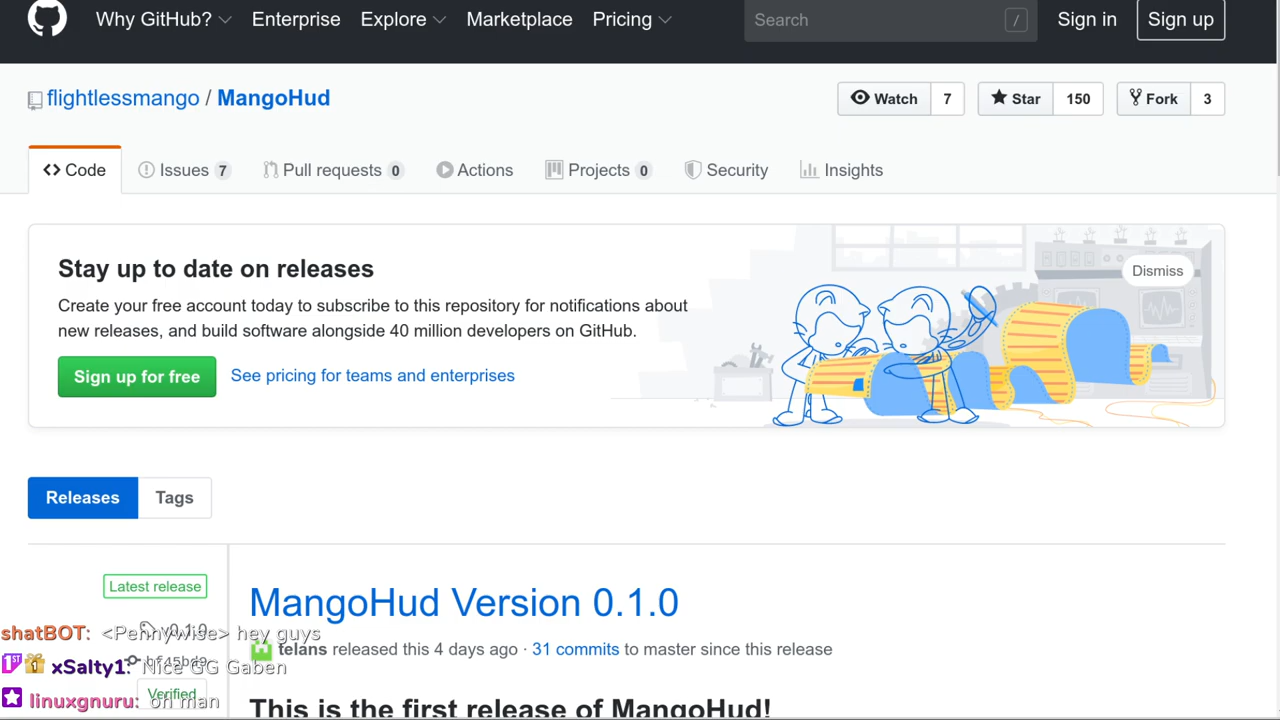 Why GitHub? Enterprise Explore Marketplace Pricing Search / Sign in Sign up
flightlessmango / MangoHud Watch 7 Star 150 Fork 3
Code Issues 7 Pull requests 0 Actions Projects 0 Security Insights
Stay up to date on releases
Dismiss
Create your free account today to subscribe to this repository for notifications about
new releases, and build software alongside 40 million developers on GitHub.
Sign up for free See pricing for teams and enterprises
Releases Tags
Latest release
MangoHud Version 0.1.0
v0.1.0
shatBOT: <Pennywise> hey guys
telans released this 4 days ago · 31 commits to master since this release
xSalty1: Nice GG Gaben
Verified
linuxgnuru: oh man
This is the first release of MangoHud!